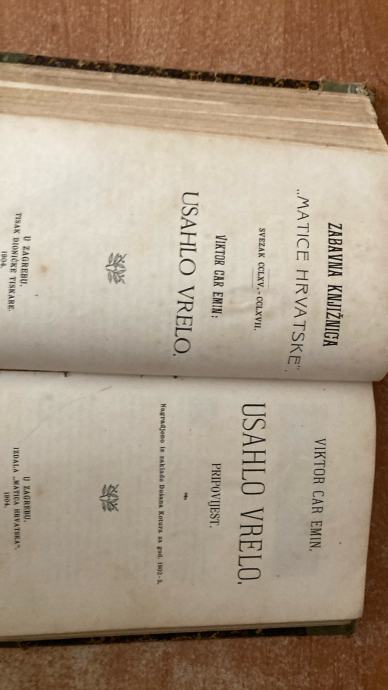 ZABAVNA KNJIŽNICA
„MATICE HRVATSKE”.
SVEZAK CCLXV.–CCLXVII.
VIKTOR CAR EMIN:
USAHLO VRELO.
U ZAGREBU.
TISAK DIONIČKE TISKARE.
1904.
VIKTOR CAR EMIN.
USAHLO VRELO.
PRIPOVIJEST.
Nagradjeno iz zaklade Dušana Kotura za god. 1902–3.
U ZAGREBU.
IZDALA „MATICA HRVATSKA”.
1904.